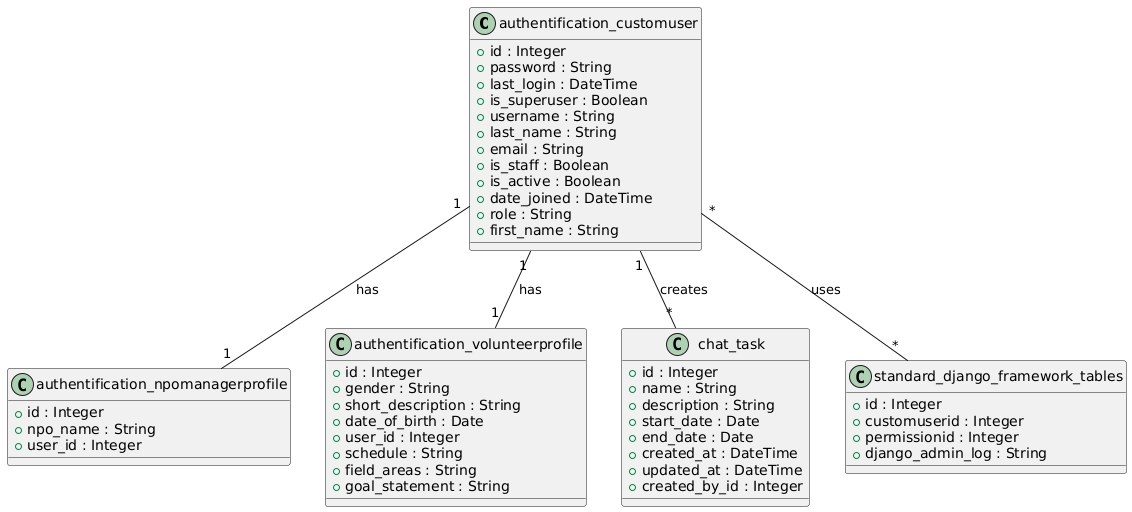 C authentification_customuser
id : Integer
password : String
last_login : DateTime
is_superuser : Boolean
username : String
last_name : String
email : String
is_staff : Boolean
is_active : Boolean
date_joined : DateTime
role : String
first_name : String
1
*
1
1
has
has
creates
uses
1
1
*
*
C authentification_npomanagerprofile
id : Integer
npo_name : String
user_id : Integer
C authentification_volunteerprofile
id : Integer
gender : String
short_description : String
date_of_birth : Date
user_id : Integer
schedule : String
field_areas : String
goal_statement : String
C chat_task
id : Integer
name : String
description : String
start_date : Date
end_date : Date
created_at : DateTime
updated_at : DateTime
created_by_id : Integer
C standard_django_framework_tables
id : Integer
customuserid : Integer
permissionid : Integer
django_admin_log : String